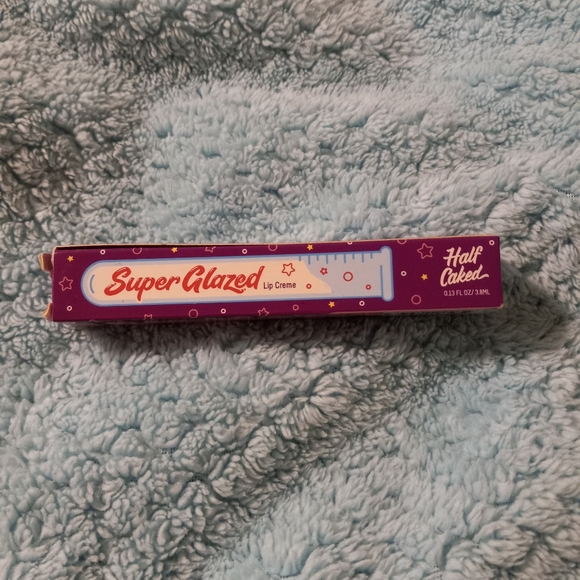 Super Glazed Lip Creme
Half
Caked
0.13 FL OZ/3.8ML